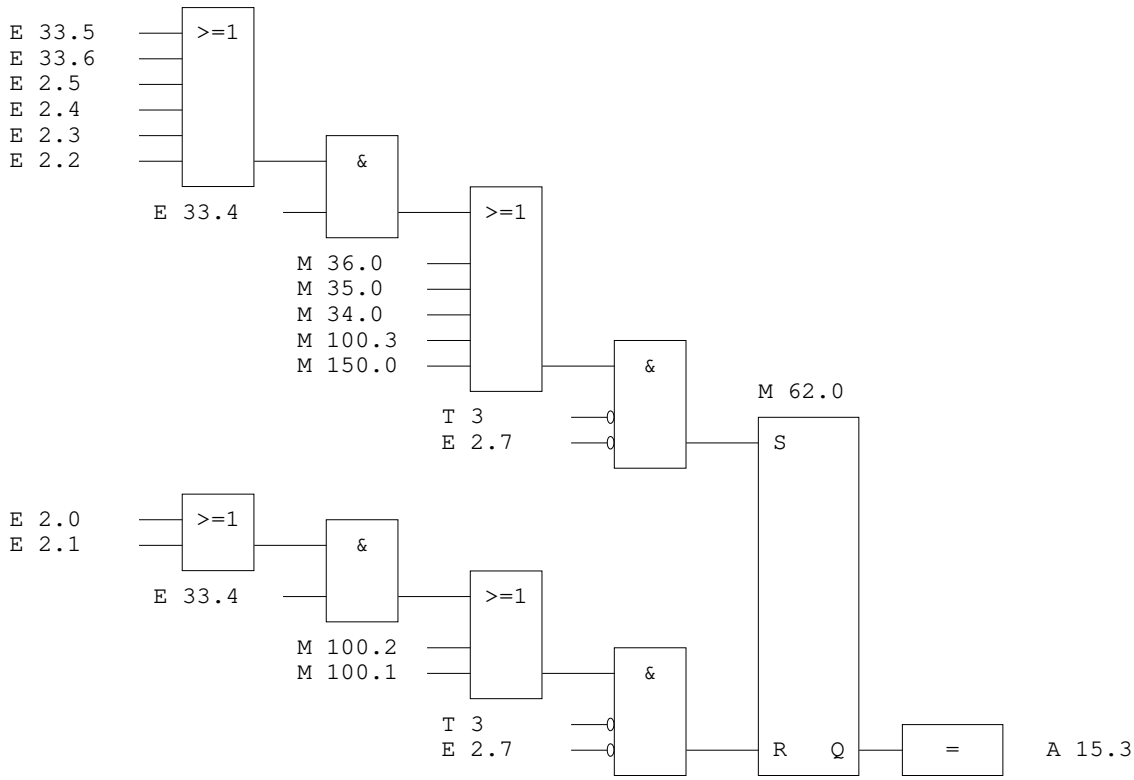 E 33.5 >=1
E 33.6
E 2.5
E 2.4
E 2.3
E 2.2 &
E 33.4 >=1
M 36.0
M 35.0
M 34.0
M 100.3
M 150.0 &
M 62.0
T 3
E 2.7 S
E 2.0 >=1
E 2.1 &
E 33.4 >=1
M 100.2
M 100.1 &
T 3
E 2.7 R Q = A 15.3